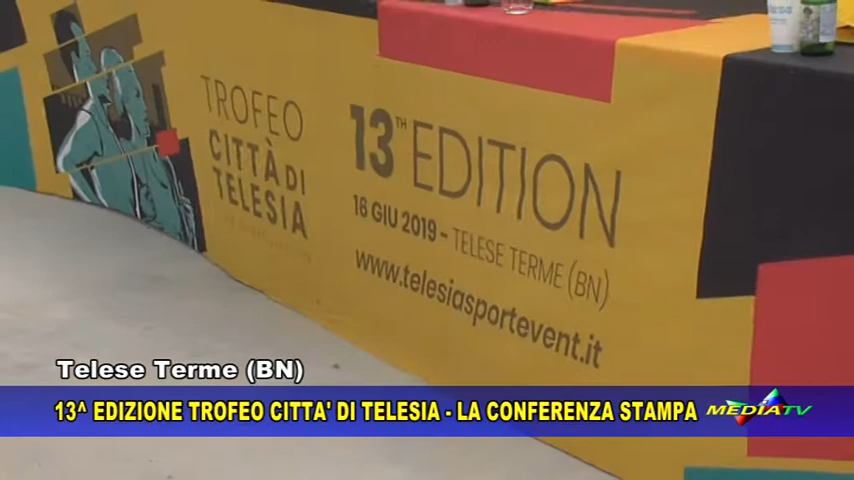 TROFEO
CITTÀ DI
TELESIA
13TH EDITION
16 GIU 2019 - TELESE TERME (BN)
www.telesiasportevent.it
Telese Terme (BN)
13^ EDIZIONE TROFEO CITTA' DI TELESIA - LA CONFERENZA STAMPA
MEDIATV